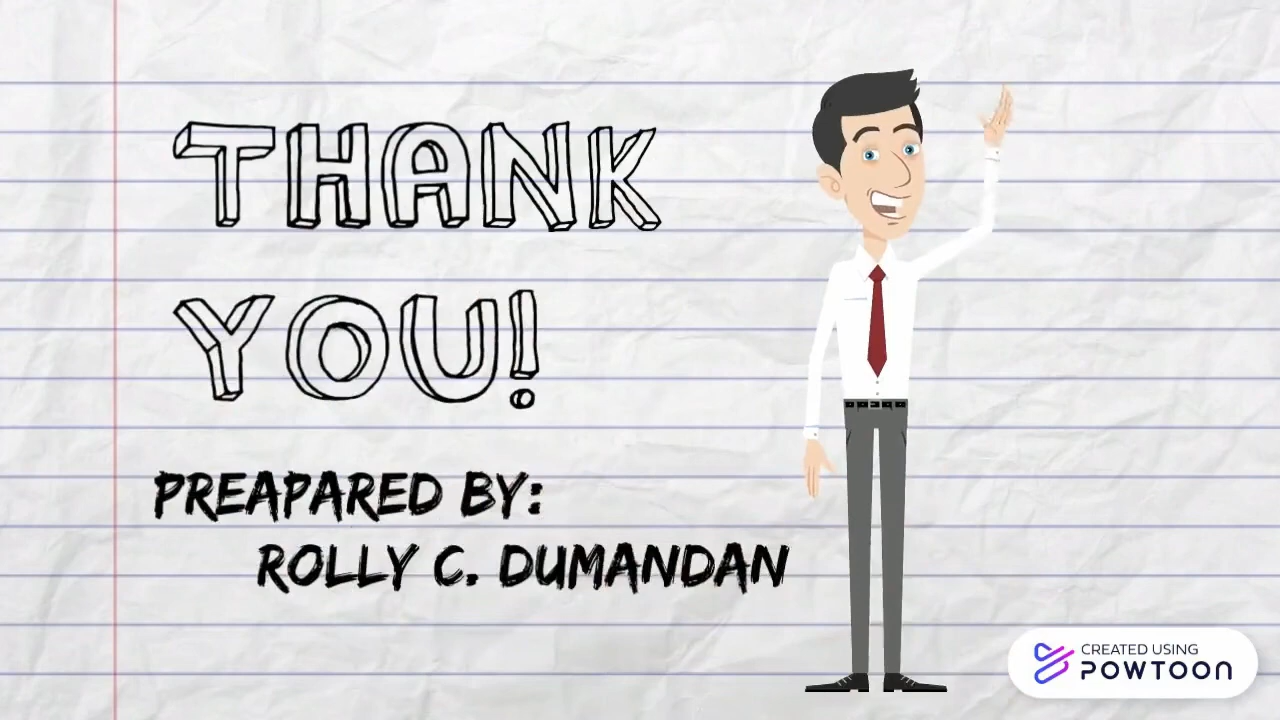 THANK
YOU!
PREAPARED BY:
ROLLY C. DUMANDAN
CREATED USING
POWTOON